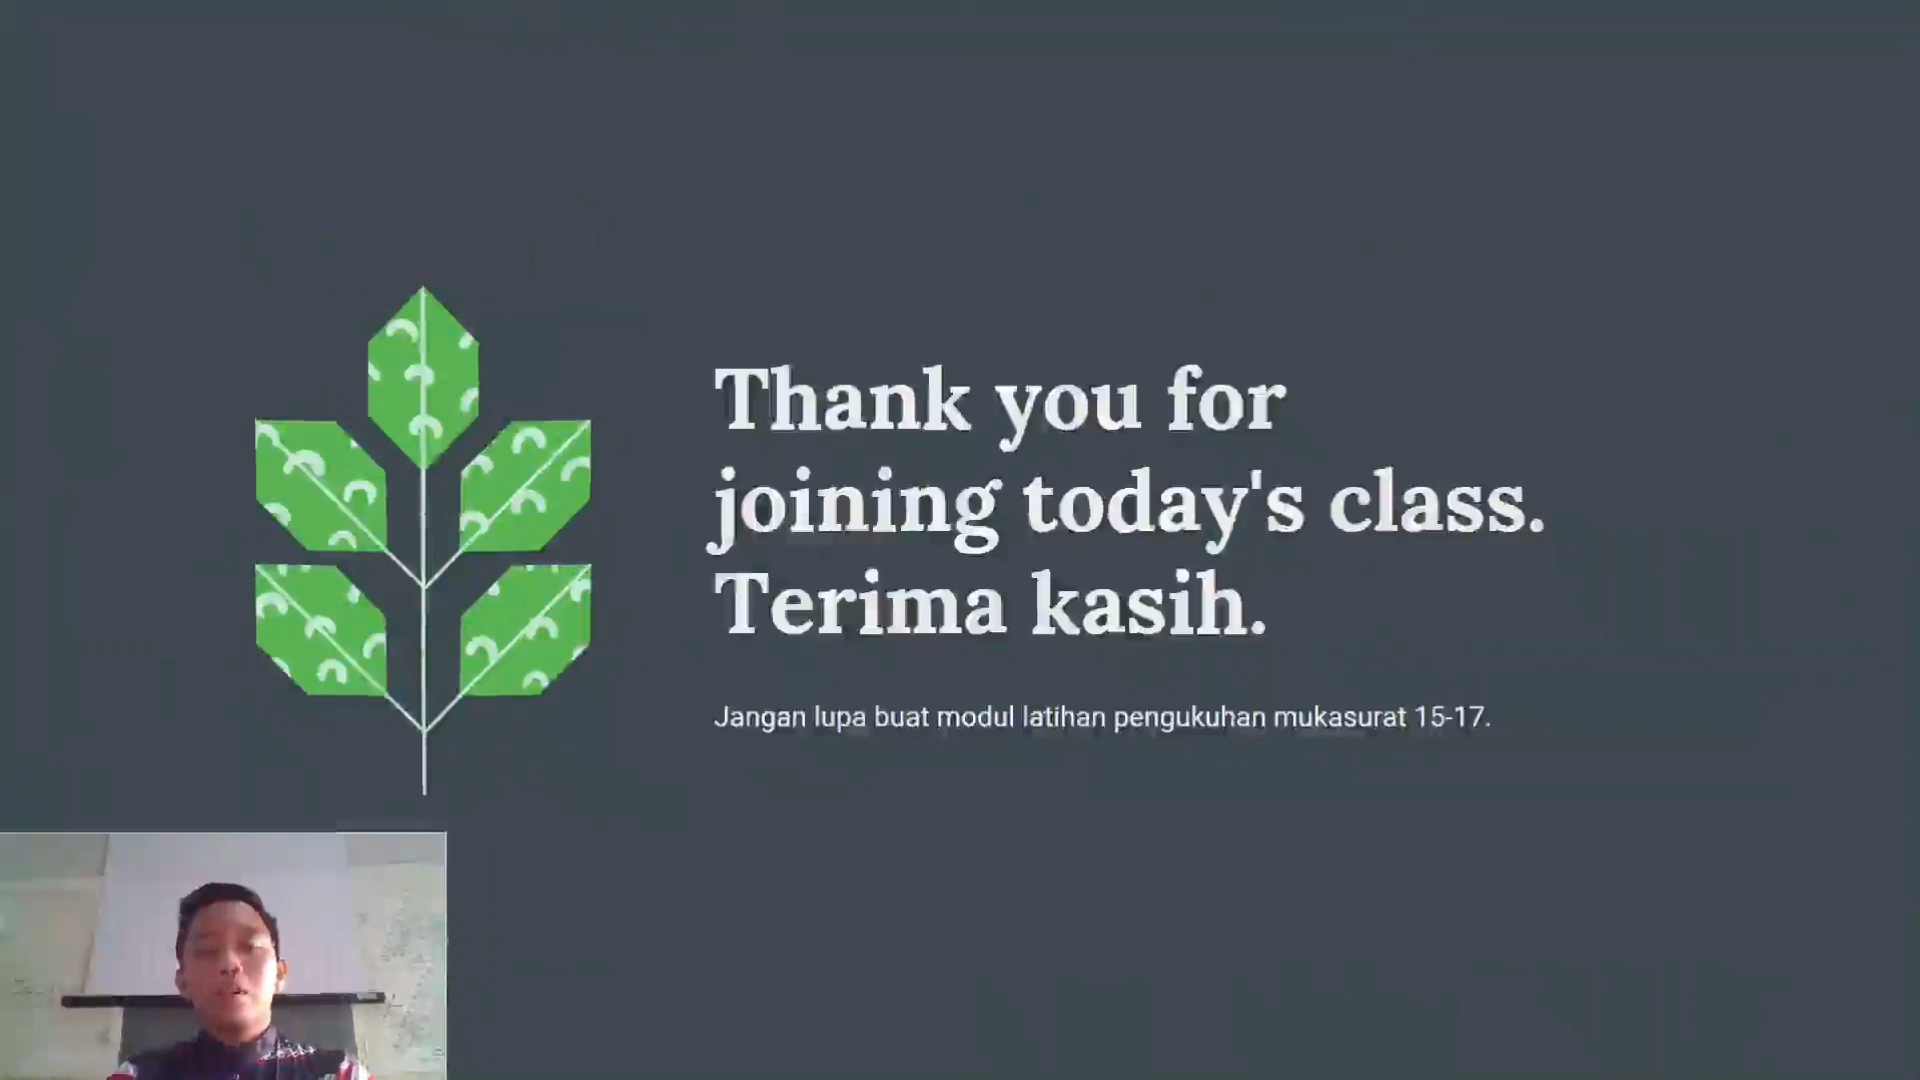 Thank you for
joining today's class.
Terima kasih.
Jangan lupa buat modul latihan pengukuhan mukasurat 15-17.